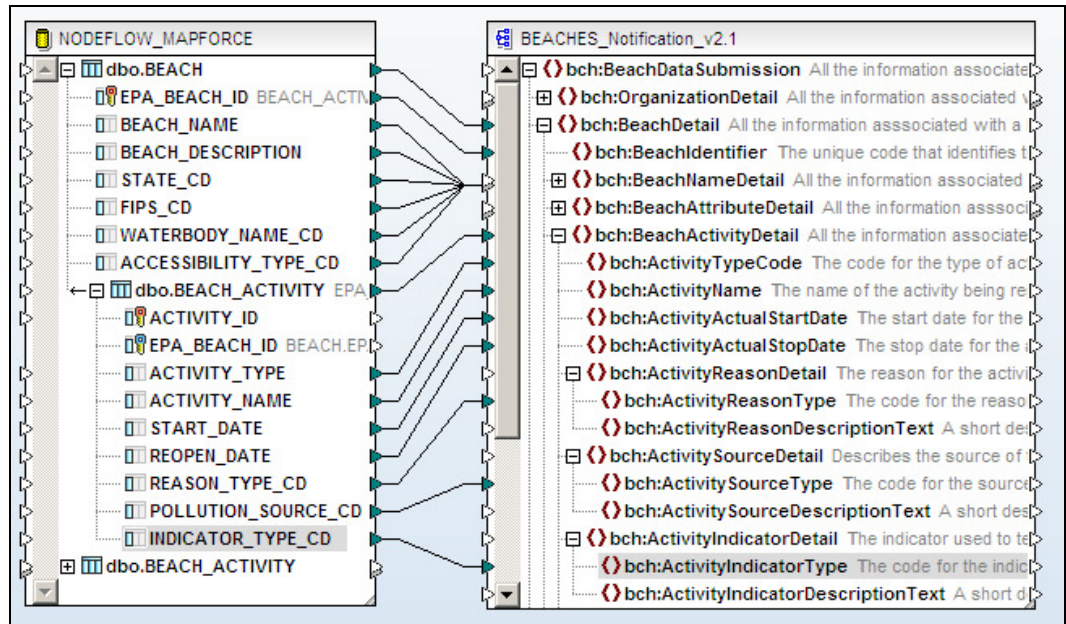 NODEFLOW_MAPFORCE
dbo.BEACH
EPA_BEACH_ID BEACH_ACTIV
BEACH_NAME
BEACH_DESCRIPTION
STATE_CD
FIPS_CD
WATERBODY_NAME_CD
ACCESSIBILITY_TYPE_CD
dbo.BEACH_ACTIVITY EPA_
ACTIVITY_ID
EPA_BEACH_ID BEACH.EP
ACTIVITY_TYPE
ACTIVITY_NAME
START_DATE
REOPEN_DATE
REASON_TYPE_CD
POLLUTION_SOURCE_CD
INDICATOR_TYPE_CD
dbo.BEACH_ACTIVITY
BEACHES_Notification_v2.1
bch:BeachDataSubmission All the information associate
bch:OrganizationDetail All the information associated
bch:BeachDetail All the information asssociated with a
bch:BeachIdentifier The unique code that identifies t
bch:BeachNameDetail All the information associated
bch:BeachAttributeDetail All the information asssoci
bch:BeachActivityDetail All the information associate
bch:ActivityTypeCode The code for the type of act
bch:ActivityName The name of the activity being re
bch:ActivityActualStartDate The start date for the
bch:ActivityActualStopDate The stop date for the
bch:ActivityReasonDetail The reason for the activi
bch:ActivityReasonType The code for the reaso
bch:ActivityReasonDescriptionText A short des
bch:ActivitySourceDetail Describes the source of
bch:ActivitySourceType The code for the source
bch:ActivitySourceDescriptionText A short des
bch:ActivityIndicatorDetail The indicator used to te
bch:ActivityIndicatorType The code for the indic
bch:ActivityIndicatorDescriptionText A short d